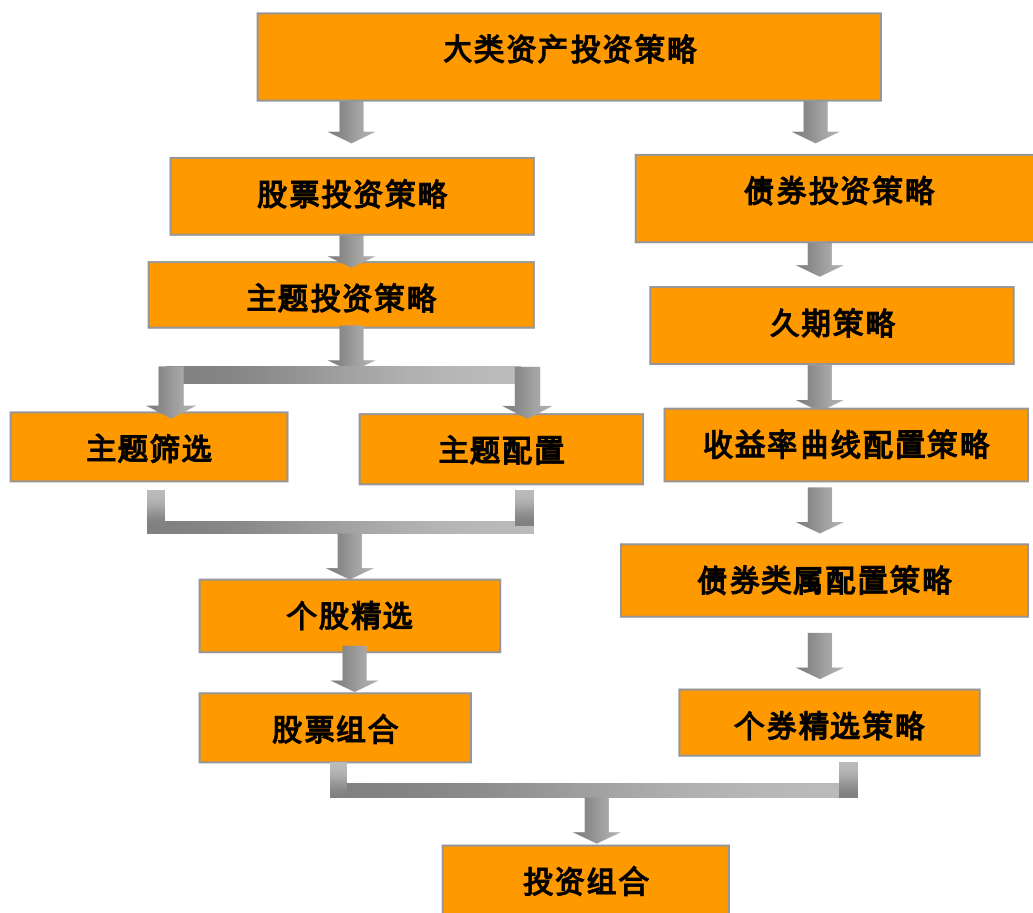 大类资产投资策略
股票投资策略
债券投资策略
主题投资策略
久期策略
主题筛选
主题配置
收益率曲线配置策略
债券类属配置策略
个股精选
股票组合
个券精选策略
投资组合